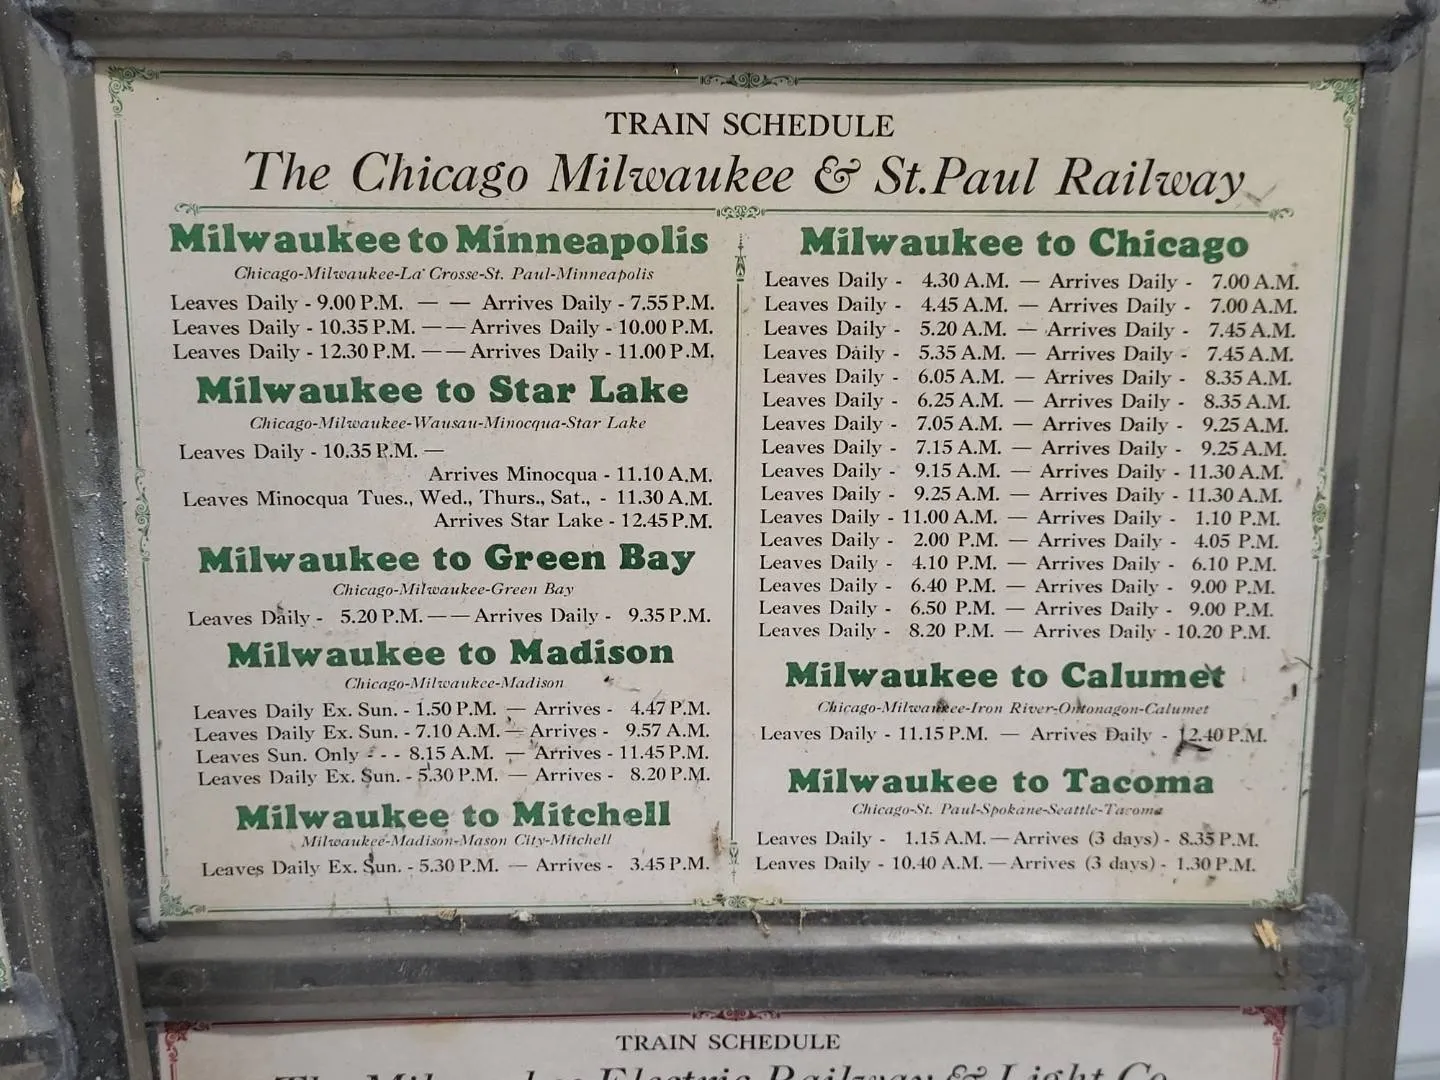 TRAIN SCHEDULE
The Chicago Milwaukee & St.Paul Railway
Milwaukee to Minneapolis
Chicago-Milwaukee-La Crosse-St. Paul-Minneapolis
Leaves Daily - 9.00 P.M. — — Arrives Daily - 7.55 P.M.
Leaves Daily - 10.35 P.M. — — Arrives Daily - 10.00 P.M.
Leaves Daily - 12.30 P.M. — — Arrives Daily - 11.00 P.M.
Milwaukee to Star Lake
Chicago-Milwaukee-Wausau-Minocqua-Star Lake
Leaves Daily - 10.35 P.M. —
Arrives Minocqua - 11.10 A.M.
Leaves Minocqua Tues., Wed., Thurs., Sat., - 11.30 A.M.
Arrives Star Lake - 12.45 P.M.
Milwaukee to Green Bay
Chicago-Milwaukee-Green Bay
Leaves Daily - 5.20 P.M. — — Arrives Daily - 9.35 P.M.
Milwaukee to Madison
Chicago-Milwaukee-Madison
Leaves Daily Ex. Sun. - 1.50 P.M. — Arrives - 4.47 P.M.
Leaves Daily Ex. Sun. - 7.10 A.M. — Arrives - 9.57 A.M.
Leaves Sun. Only - - - 8.15 A.M. — Arrives - 11.45 P.M.
Leaves Daily Ex. Sun. - 5.30 P.M. — Arrives - 8.20 P.M.
Milwaukee to Mitchell
Milwaukee-Madison-Mason City-Mitchell
Leaves Daily Ex. Sun. - 5.30 P.M. — Arrives - 3.45 P.M.
Milwaukee to Chicago
Leaves Daily - 4.30 A.M. — Arrives Daily - 7.00 A.M.
Leaves Daily - 4.45 A.M. — Arrives Daily - 7.00 A.M.
Leaves Daily - 5.20 A.M. — Arrives Daily - 7.45 A.M.
Leaves Daily - 5.35 A.M. — Arrives Daily - 7.45 A.M.
Leaves Daily - 6.05 A.M. — Arrives Daily - 8.35 A.M.
Leaves Daily - 6.25 A.M. — Arrives Daily - 8.35 A.M.
Leaves Daily - 7.05 A.M. — Arrives Daily - 9.25 A.M.
Leaves Daily - 7.15 A.M. — Arrives Daily - 9.25 A.M.
Leaves Daily - 9.15 A.M. — Arrives Daily - 11.30 A.M.
Leaves Daily - 9.25 A.M. — Arrives Daily - 11.30 A.M.
Leaves Daily - 11.00 A.M. — Arrives Daily - 1.10 P.M.
Leaves Daily - 2.00 P.M. — Arrives Daily - 4.05 P.M.
Leaves Daily - 4.10 P.M. — Arrives Daily - 6.10 P.M.
Leaves Daily - 6.40 P.M. — Arrives Daily - 9.00 P.M.
Leaves Daily - 6.50 P.M. — Arrives Daily - 9.00 P.M.
Leaves Daily - 8.20 P.M. — Arrives Daily - 10.20 P.M.
Milwaukee to Calumet
Chicago-Milwaukee-Iron River-Ontonagon-Calumet
Leaves Daily - 11.15 P.M. — Arrives Daily - 12.40 P.M.
Milwaukee to Tacoma
Chicago-St. Paul-Spokane-Seattle-Tacoma
Leaves Daily - 1.15 A.M. — Arrives (3 days) - 8.35 P.M.
Leaves Daily - 10.40 A.M. — Arrives (3 days) - 1.30 P.M.
TRAIN SCHEDULE
The Milwaukee Electric Railway & Light Co.